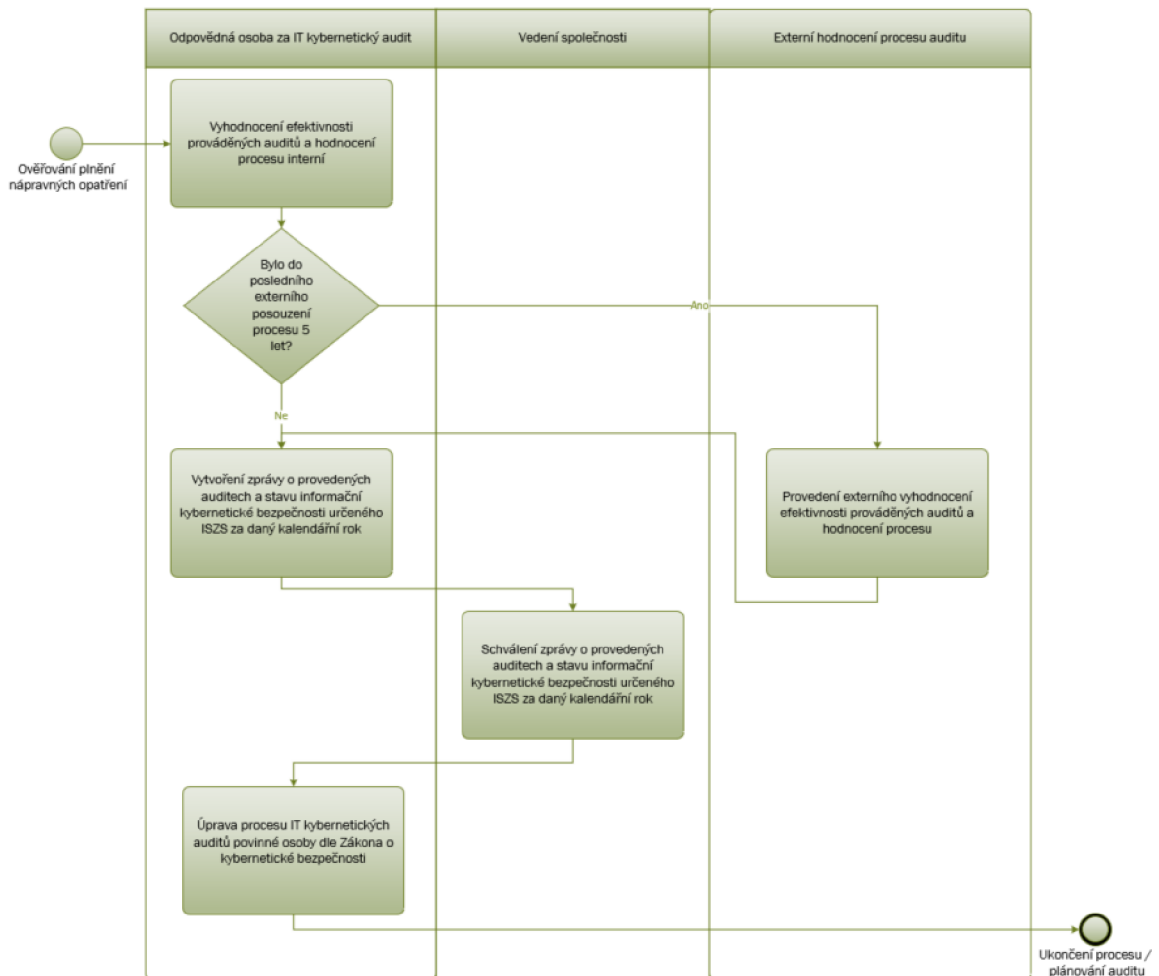 Odpovědná osoba za IT kybernetický audit
Vedení společnosti
Externí hodnocení procesu auditu
Vyhodnocení efektivnosti
prováděných auditů a hodnocení
procesu interní
Ověřování plnění
nápravných opatření
Bylo do
posledního
externího
posouzení
procesu 5
let?
Ano
Ne
Vytvoření zprávy o provedených
auditech a stavu informační
kybernetické bezpečnosti určeného
ISZS za daný kalendářní rok
Provedení externího vyhodnocení
efektivnosti prováděných auditů a
hodnocení procesu
Schválení zprávy o provedených
auditech a stavu informační
kybernetické bezpečnosti určeného
ISZS za daný kalendářní rok
Úprava procesu IT kybernetických
auditů povinné osoby dle Zákona o
kybernetické bezpečnosti
Ukončení procesu /
plánování auditu